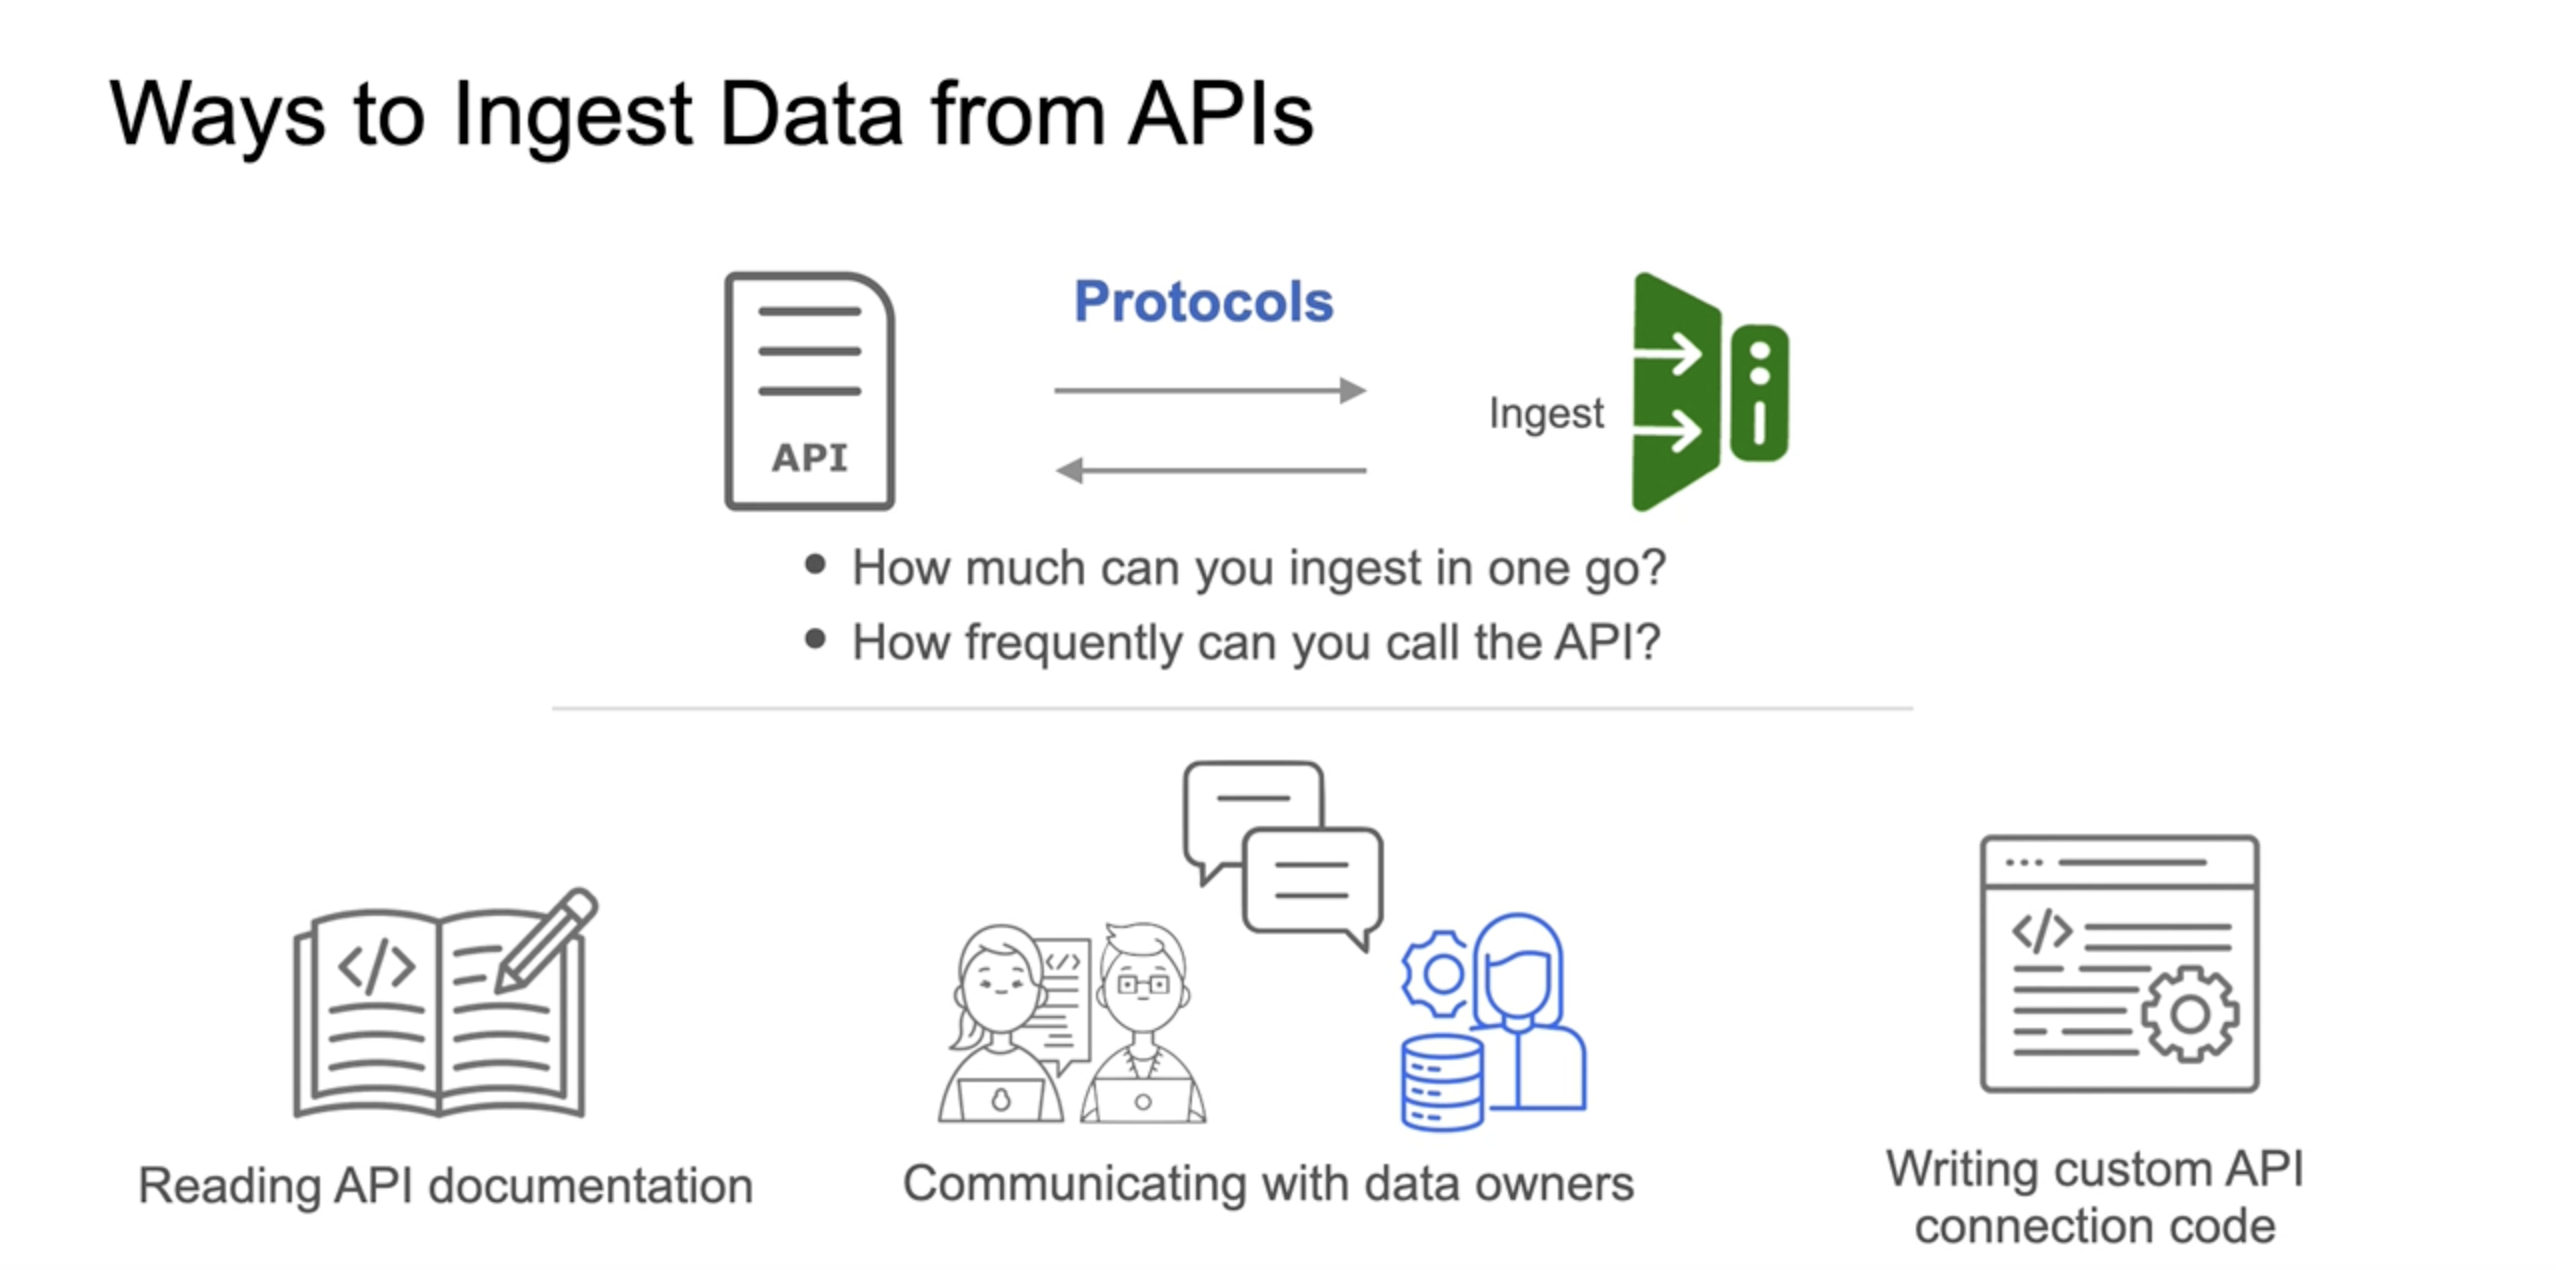 Ways to Ingest Data from APIs
Protocols
API
Ingest
● How much can you ingest in one go?
● How frequently can you call the API?
</>
</>
</>
Reading API documentation
Communicating with data owners
Writing custom API
connection code